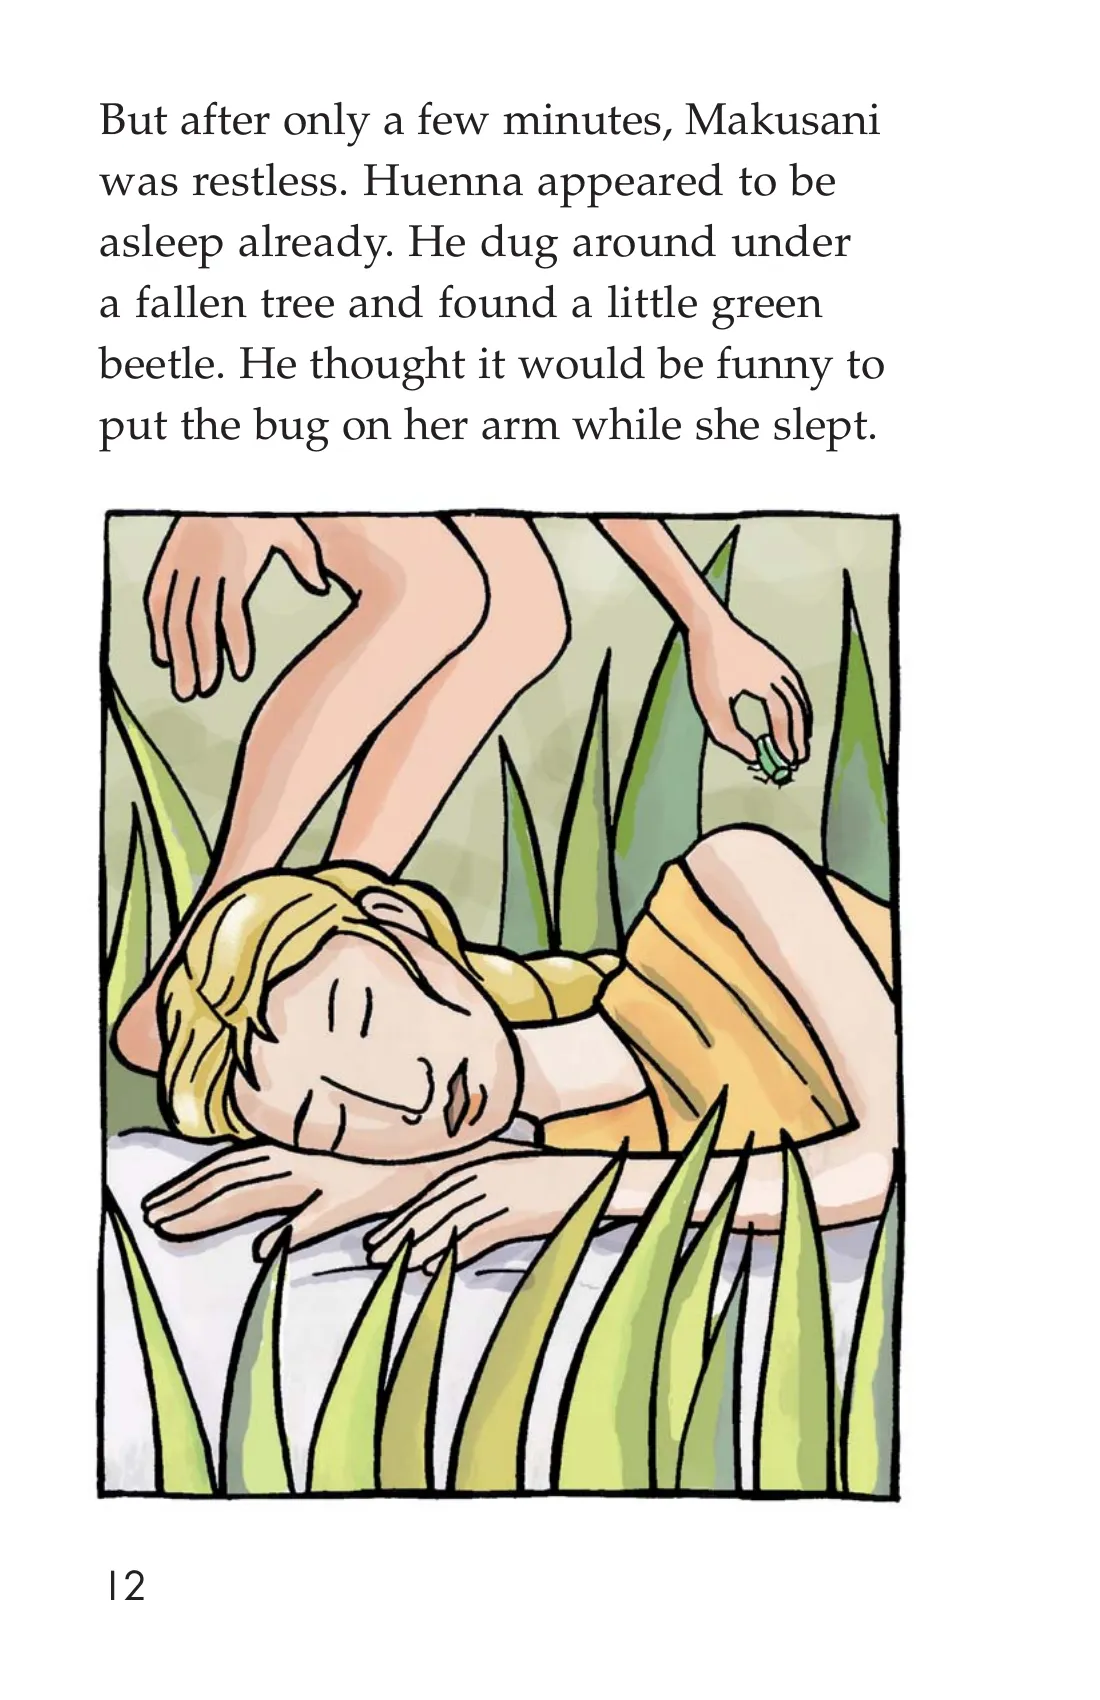 But after only a few minutes, Makusani
was restless. Huenna appeared to be
asleep already. He dug around under
a fallen tree and found a little green
beetle. He thought it would be funny to
put the bug on her arm while she slept.
12